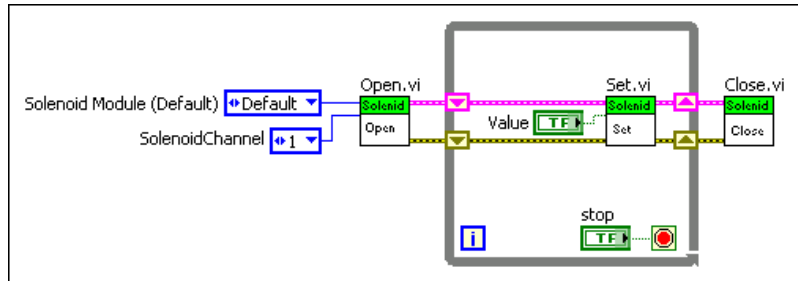 Open.vi
Set.vi
Close.vi
Solenoid Module (Default)
Default
Solenid
Solenid
Solenid
Open
Set
Close
SolenoidChannel
1
Value
TF
i
stop
TF